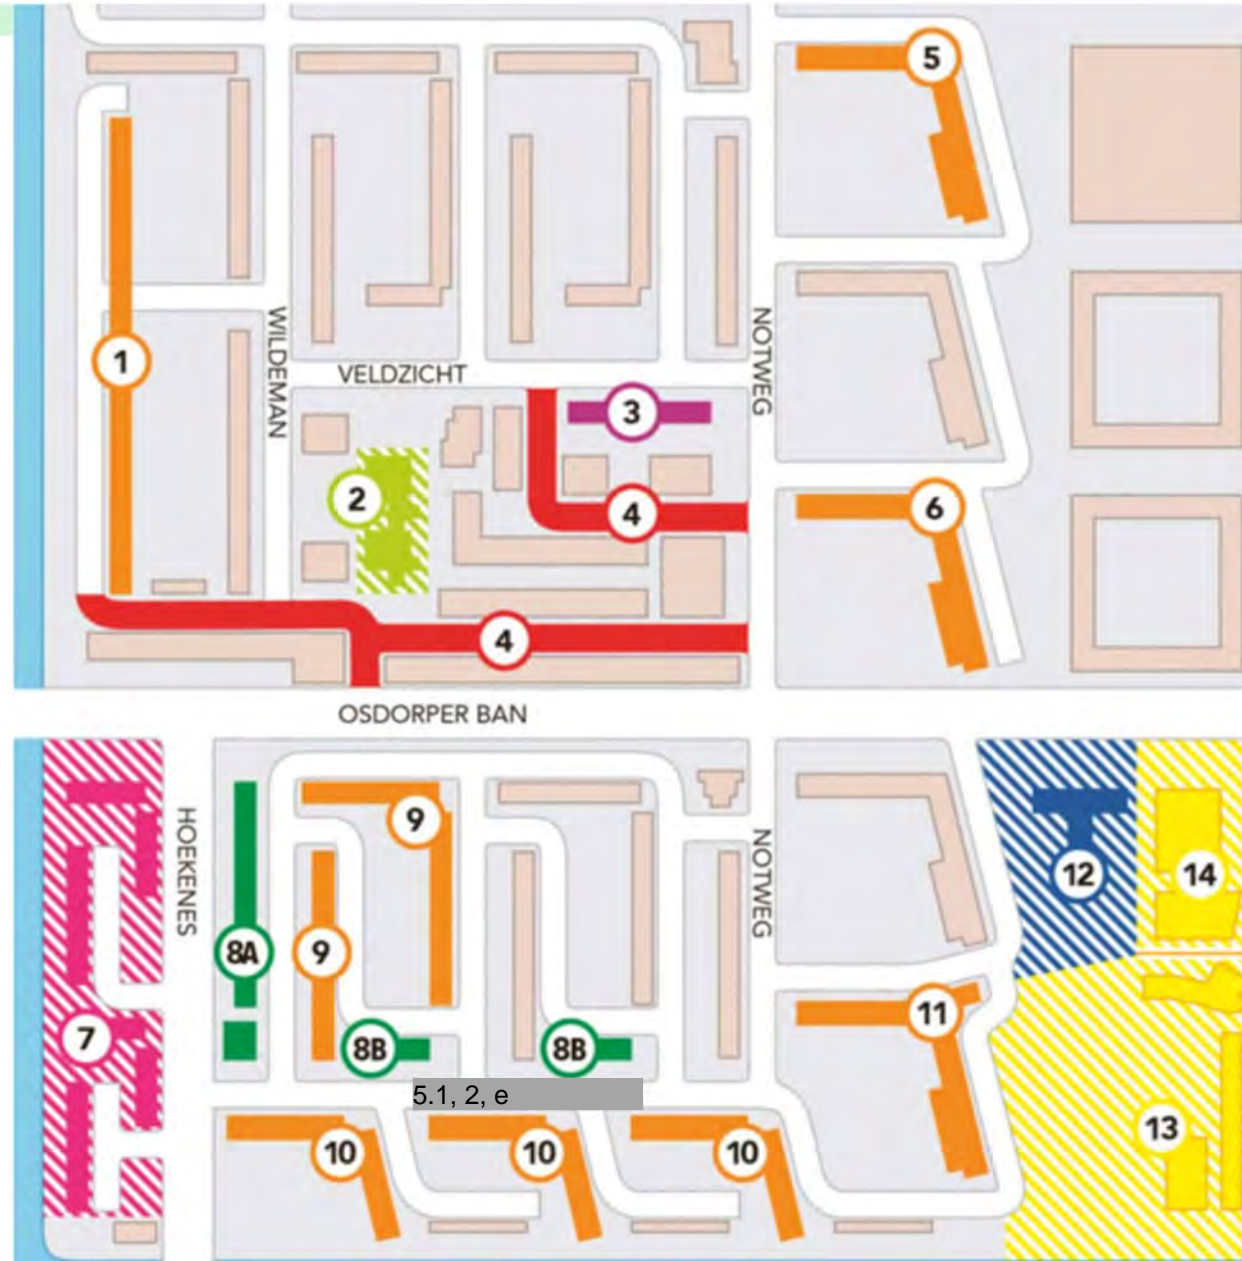 5
WILDEMAN
NOTWEG
1
VELDZICHT
3
2
4
6
4
OSDORPER BAN
HOEKENES
9
NOTWEG
12
14
8A
9
11
7
8B
8B
5.1, 2, e
10
10
10
13